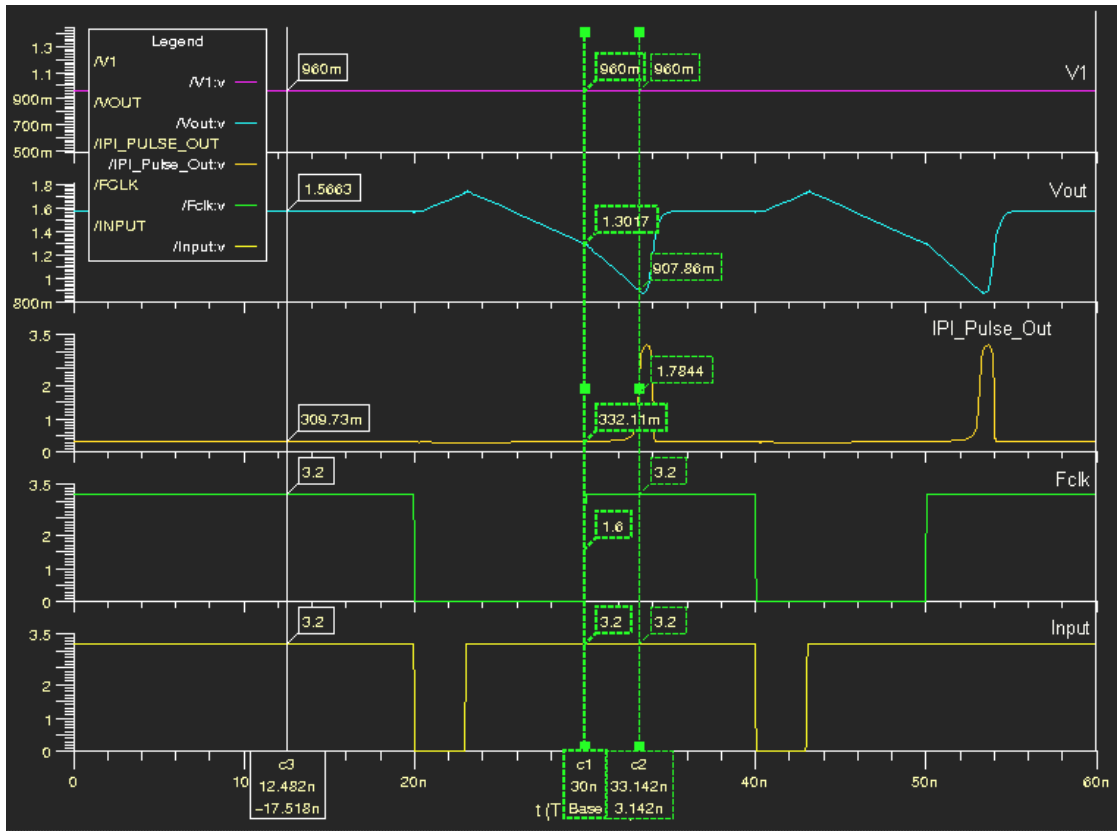 Legend
/V1
/V1:v
/VOUT
/Vout:v
/IPI_PULSE_OUT
/IPI_Pulse_Out:v
/FCLK
/Fclk:v
/INPUT
/Input:v
1.3
1.1
900m
700m
500m
960m
960m
960m
V1
1.8
1.6
1.4
1.2
1
800m
1.5663
1.3017
907.86m
Vout
3.5
2
1
0
309.73m
332.11m
1.7844
IPI_Pulse_Out
3.5
2
1
0
3.2
1.6
3.2
Fclk
3.5
2
1
0
3.2
3.2
3.2
Input
0
10
20n
40n
50n
60n
c3
12.482n
-17.518n
c1
30n
Base
c2
33.142n
3.142n
t (T